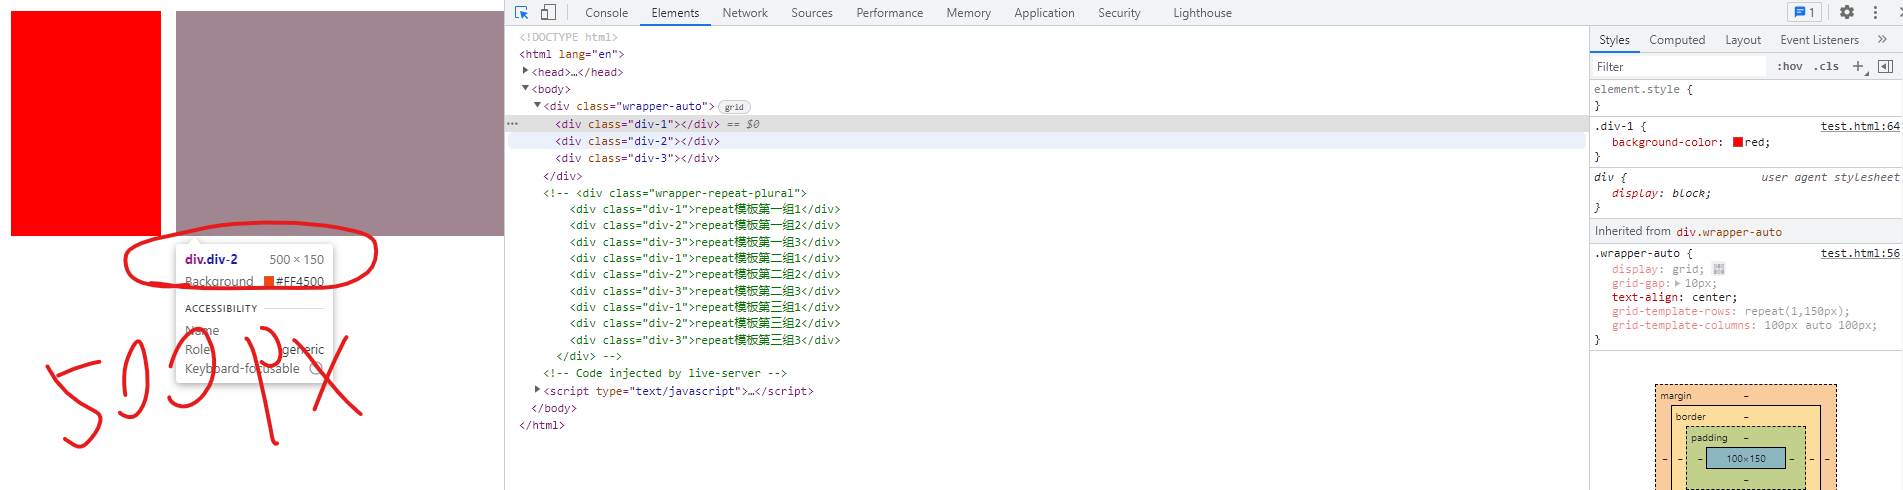 Console Elements Network Sources Performance Memory Application Security Lighthouse 1
<!DOCTYPE html>
<html lang="en">
<head>…</head>
<body>
<div class="wrapper-auto"> grid
<div class="div-1"></div> == $0
<div class="div-2"></div>
<div class="div-3"></div>
</div>
<!-- <div class="wrapper-repeat-plural">
<div class="div-1">repeat模板第一组1</div>
<div class="div-2">repeat模板第一组2</div>
<div class="div-3">repeat模板第一组3</div>
<div class="div-1">repeat模板第二组1</div>
<div class="div-2">repeat模板第二组2</div>
<div class="div-3">repeat模板第二组3</div>
<div class="div-1">repeat模板第三组1</div>
<div class="div-2">repeat模板第三组2</div>
<div class="div-3">repeat模板第三组3</div>
</div> -->
<!-- Code injected by live-server -->
<script type="text/javascript">…</script>
</body>
</html>
div.div-2 500 × 150
Background #FF4500
ACCESSIBILITY
Name
Role generic
Keyboard-focusable
500PX
Styles Computed Layout Event Listeners »
Filter :hov .cls +
element.style {
}
.div-1 { test.html:64
background-color: red;
}
div { user agent stylesheet
display: block;
}
Inherited from div.wrapper-auto
.wrapper-auto { test.html:56
display: grid;
grid-gap: 10px;
text-align: center;
grid-template-rows: repeat(1,150px);
grid-template-columns: 100px auto 100px;
}
margin –
border –
padding –
– – – 100×150 – – –
–